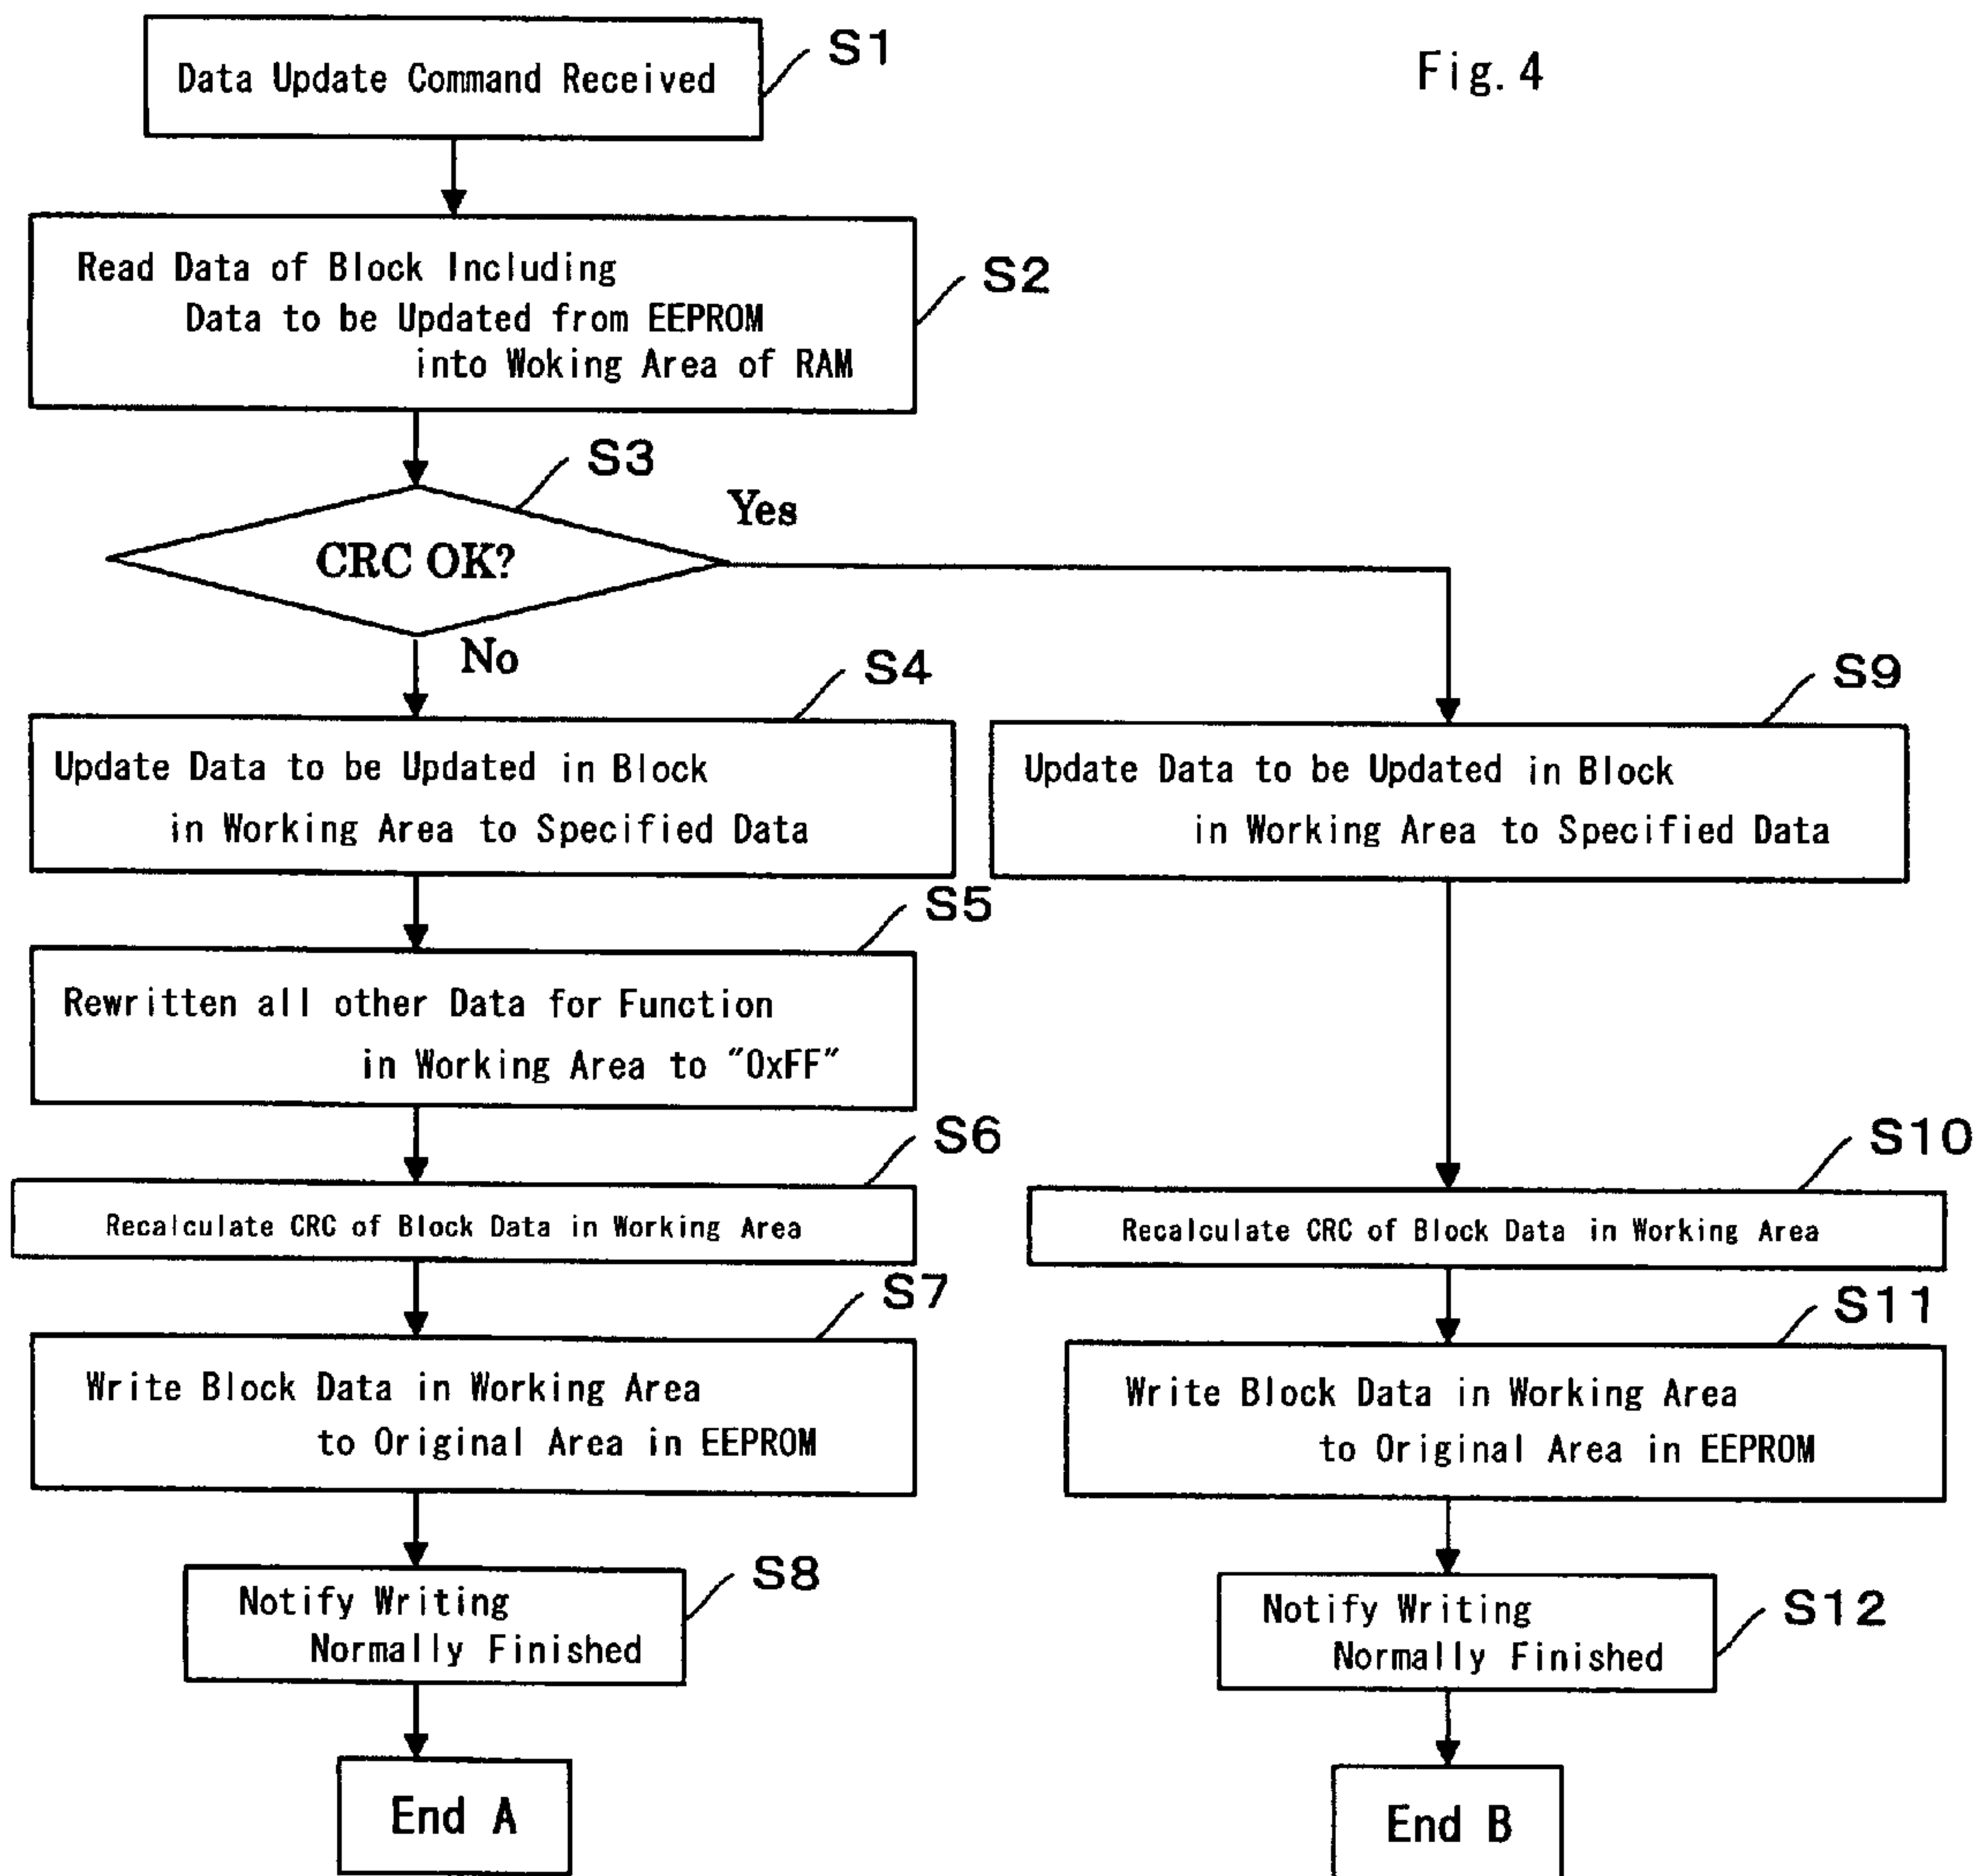 Fig. 4
Data Update Command Received
S1
Read Data of Block Including
Data to be Updated from EEPROM
into Woking Area of RAM
S2
S3
CRC OK?
Yes
No
S4
Update Data to be Updated in Block
in Working Area to Specified Data
S5
Rewritten all other Data for Function
in Working Area to "0xFF"
S6
Recalculate CRC of Block Data in Working Area
S7
Write Block Data in Working Area
to Original Area in EEPROM
S8
Notify Writing
Normally Finished
End A
S9
Update Data to be Updated in Block
in Working Area to Specified Data
S10
Recalculate CRC of Block Data in Working Area
S11
Write Block Data in Working Area
to Original Area in EEPROM
S12
Notify Writing
Normally Finished
End B